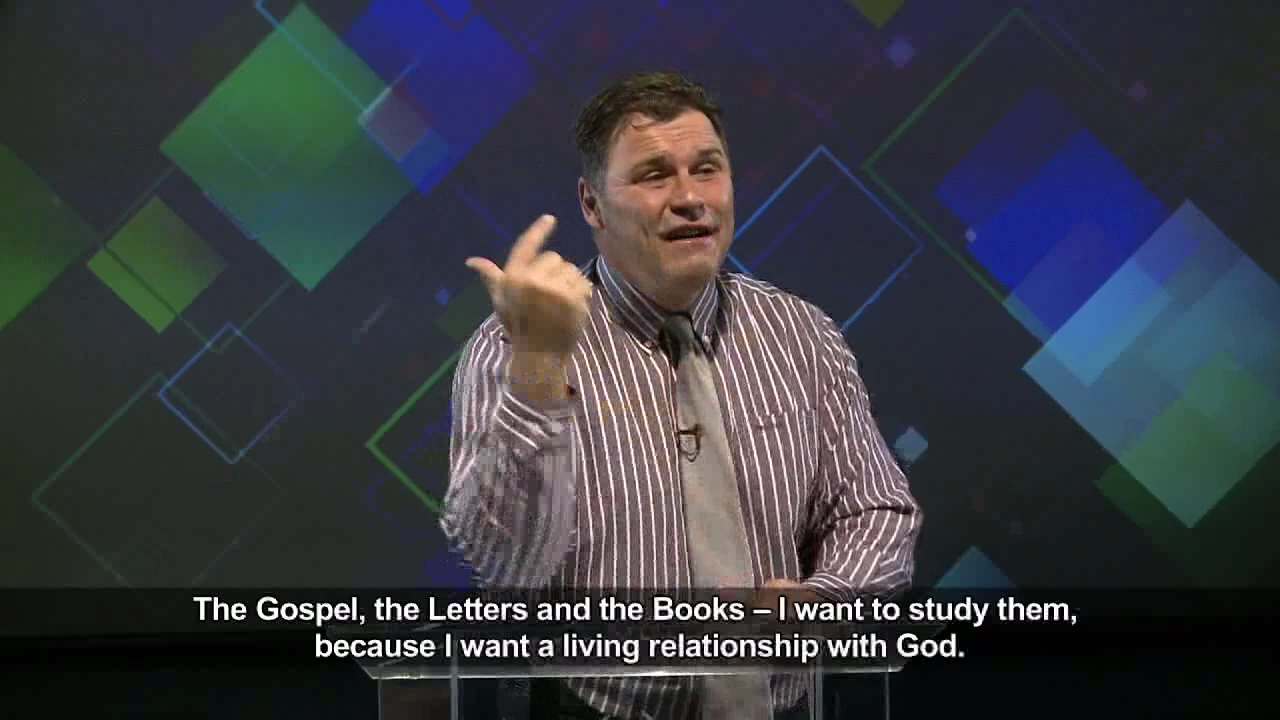 The Gospel, the Letters and the Books – I want to study them,
because I want a living relationship with God.